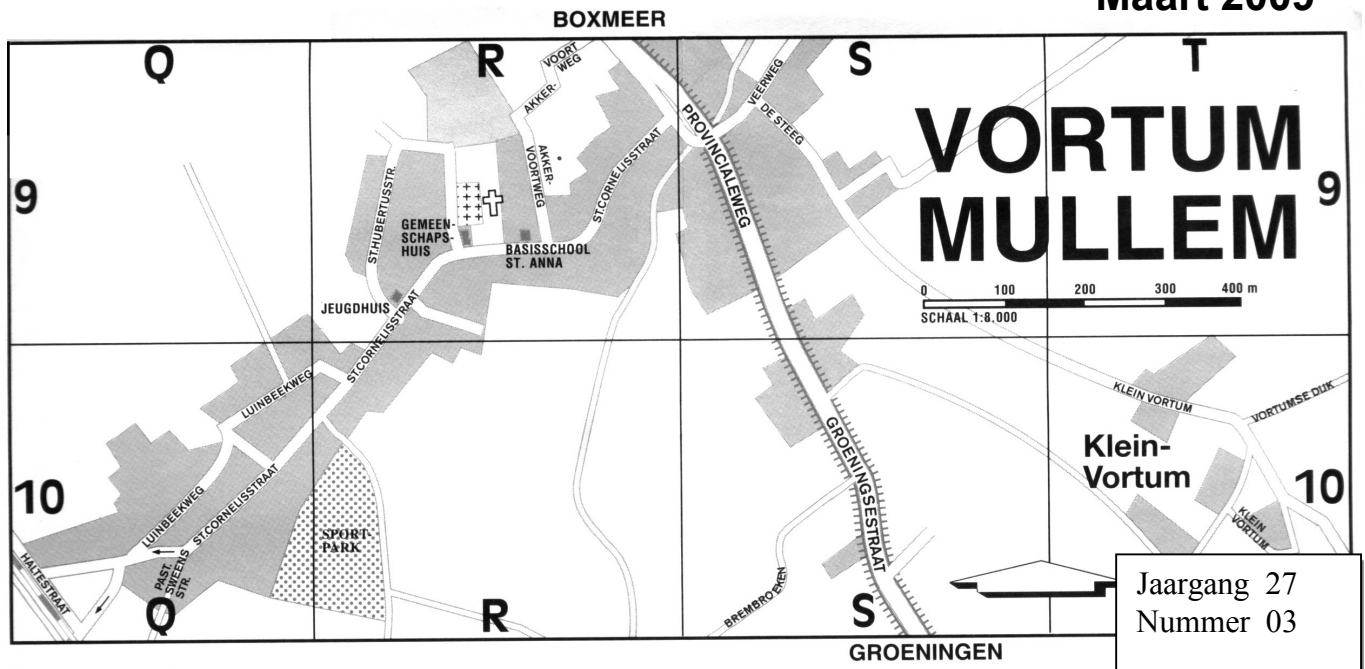 Maart 2009
BOXMEER
Q
R
S
T
VORTUM
MULLEM
9
9
0 100 200 300 400 m
SCHAAL 1:8.000
VOORT
WEG
AKKER-
AKKER-
VOORTWEG
ST.CORNELISSTRAAT
PROVINCIALEWEG
VEERWEG
DE STEEG
ST.HUBERTUSSTR.
GEMEEN-
SCHAPS-
HUIS
BASISSCHOOL
ST. ANNA
JEUGDHUIS
ST.CORNELISSTRAAT
LUINBEEKWEG
KLEIN VORTUM
VORTUMSE DIJK
Klein-
Vortum
10
10
LUINBEEKWEG
ST.CORNELISSTRAAT
GROENINGSESTRAAT
KLEIN
VORTUM
SPORT-
PARK
HALTESTRAAT
PAST.
SWEENS
STR.
BREMBROEKEN
Q
R
S
Jaargang 27
Nummer 03
GROENINGEN